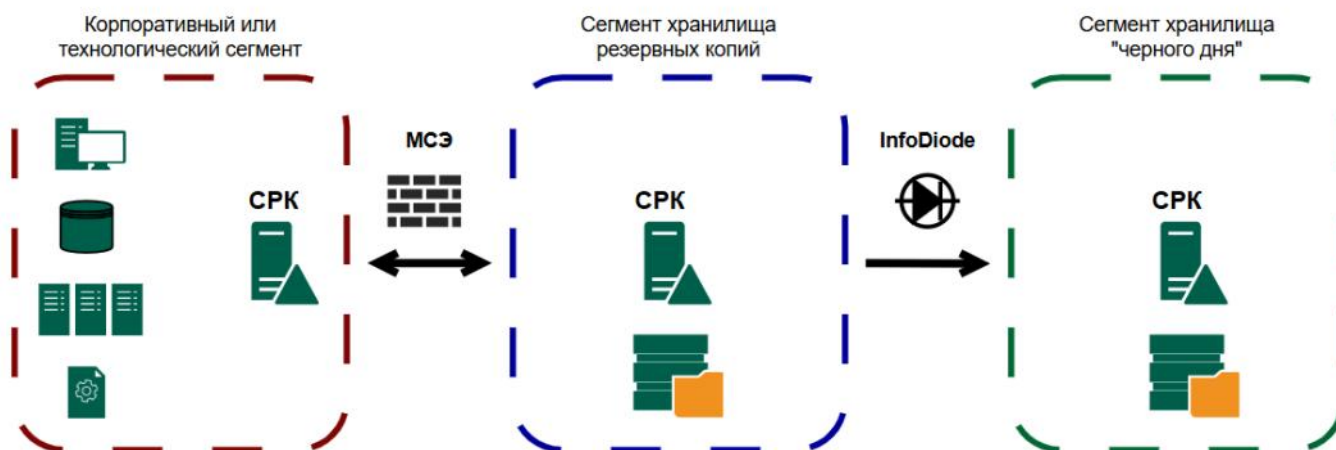 Корпоративный или
технологический сегмент
Сегмент хранилища
резервных копий
Сегмент хранилища
"черного дня"
МСЭ
InfoDiode
СРК
СРК
СРК